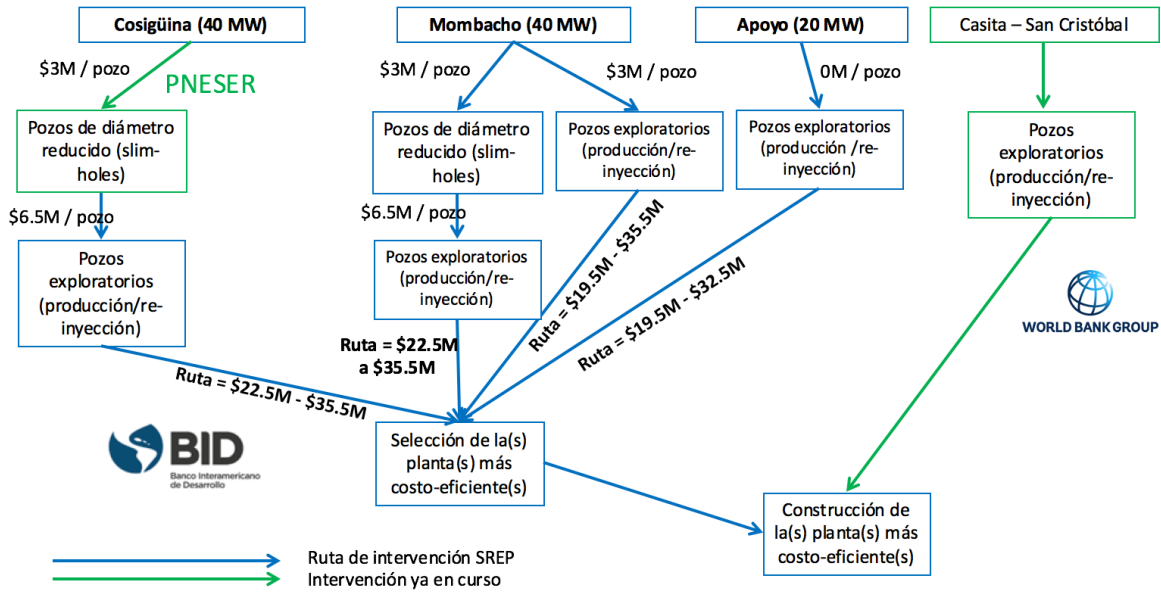 Cosigüina (40 MW)
Mombacho (40 MW)
Apoyo (20 MW)
Casita – San Cristóbal
$3M / pozo
PNESER
$3M / pozo
$3M / pozo
0M / pozo
Pozos de diámetro
reducido (slim-
holes)
Pozos de diámetro
reducido (slim-
holes)
Pozos exploratorios
(producción/re-
inyección)
Pozos exploratorios
(producción /re-
inyección)
Pozos
exploratorios
(producción/re-
inyección)
$6.5M / pozo
$6.5M / pozo
Pozos
exploratorios
(producción/re-
inyección)
Pozos exploratorios
(producción/re-
inyección)
Ruta = $19.5M - $35.5M
Ruta = $19.5M - $32.5M
WORLD BANK GROUP
Ruta = $22.5M
a $35.5M
Ruta = $22.5M - $35.5M
BID
Banco Interamericano
de Desarrollo
Selección de la(s)
planta(s) más
costo-eficiente(s)
Construcción de
la(s) planta(s) más
costo-eficiente(s)
Ruta de intervención SREP
Intervención ya en curso